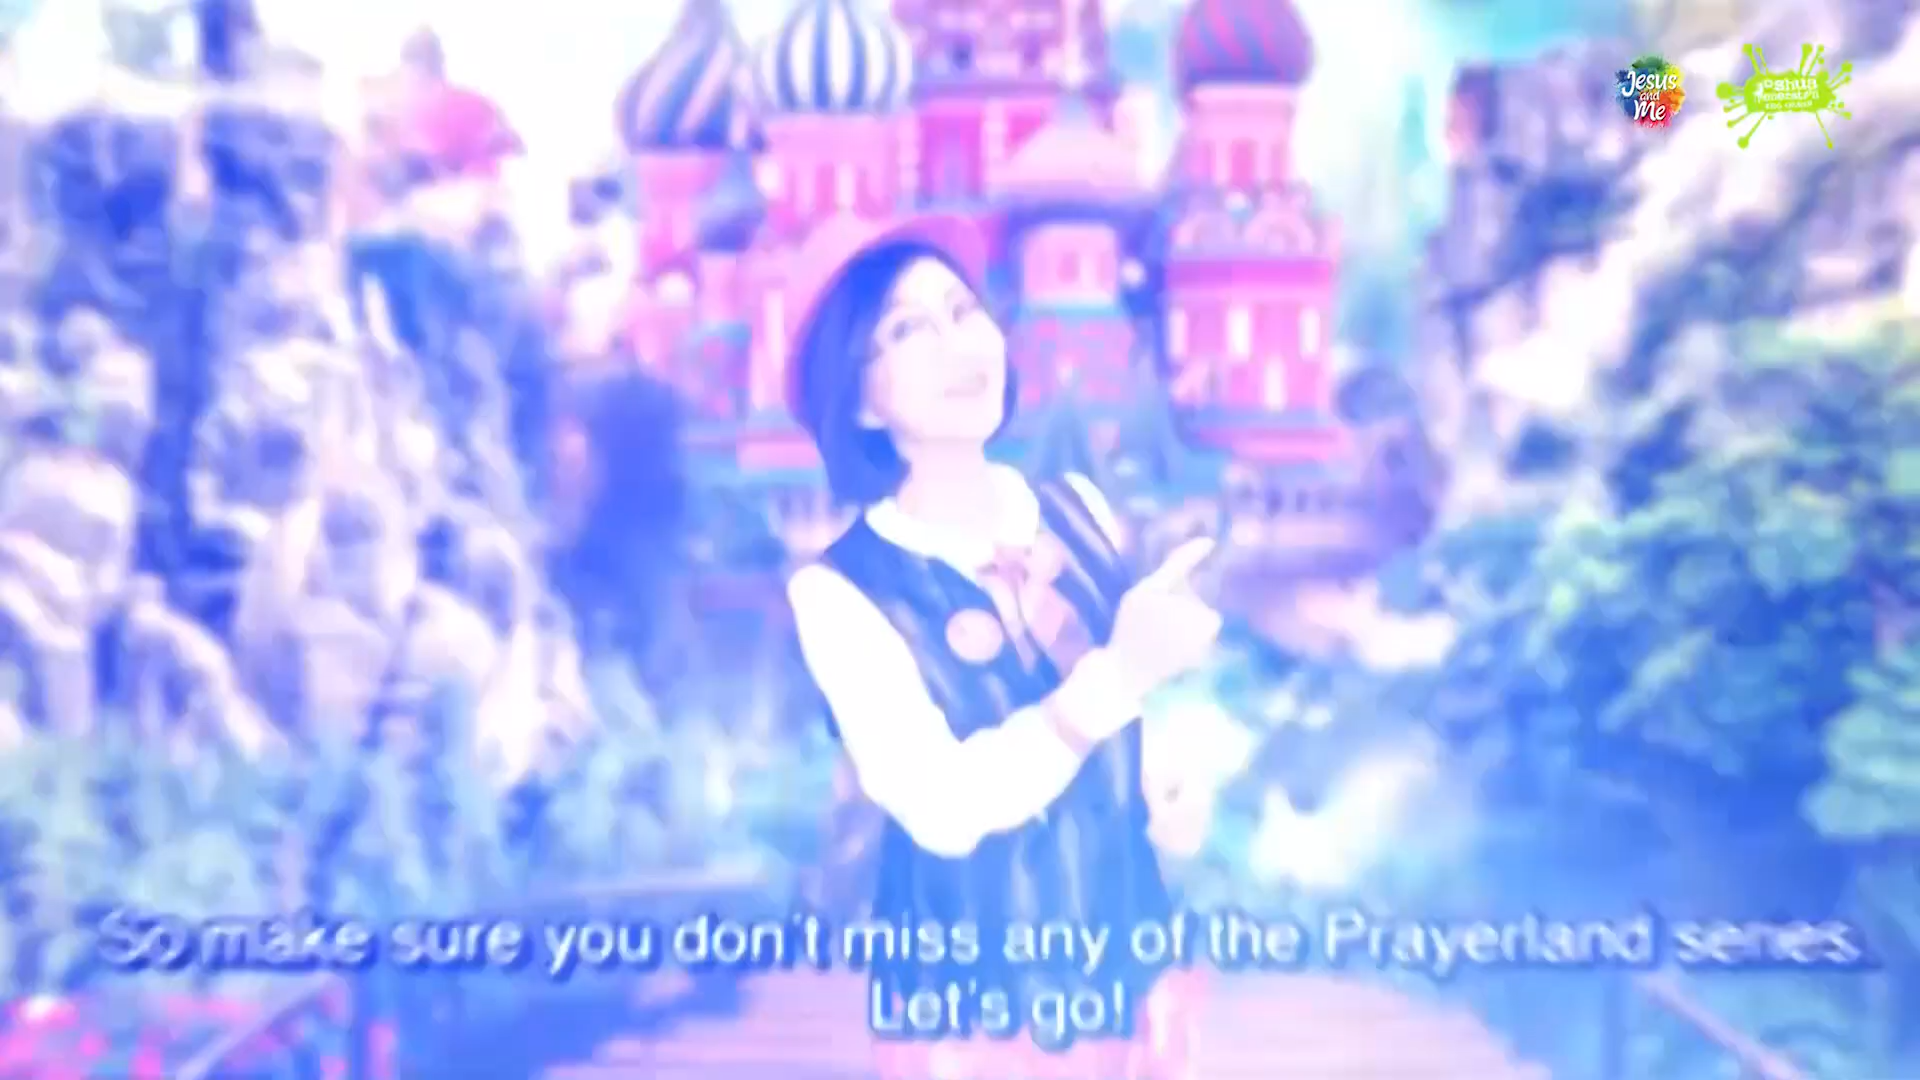 Jesus
and
Me
So make sure you don't miss any of the Prayerland series.
Let's go!